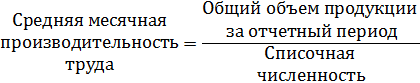 Средняя месячная
производительность
труда
=
Общий объем продукции
за отчетный период
Списочная
численность